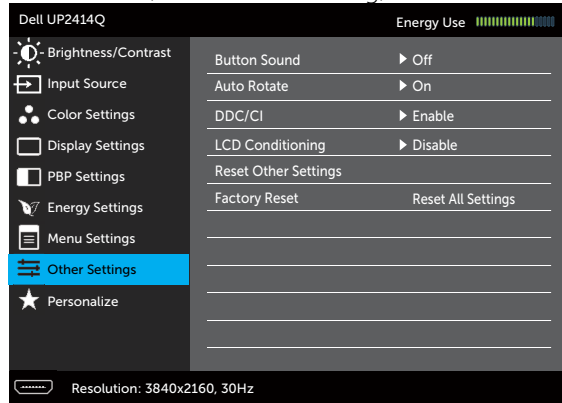 Dell UP2414Q
Energy Use
Brightness/Contrast
Input Source
Color Settings
Display Settings
PBP Settings
Energy Settings
Menu Settings
Other Settings
Personalize
Button Sound Off
Auto Rotate On
DDC/CI Enable
LCD Conditioning Disable
Reset Other Settings
Factory Reset Reset All Settings
Resolution: 3840x2160, 30Hz